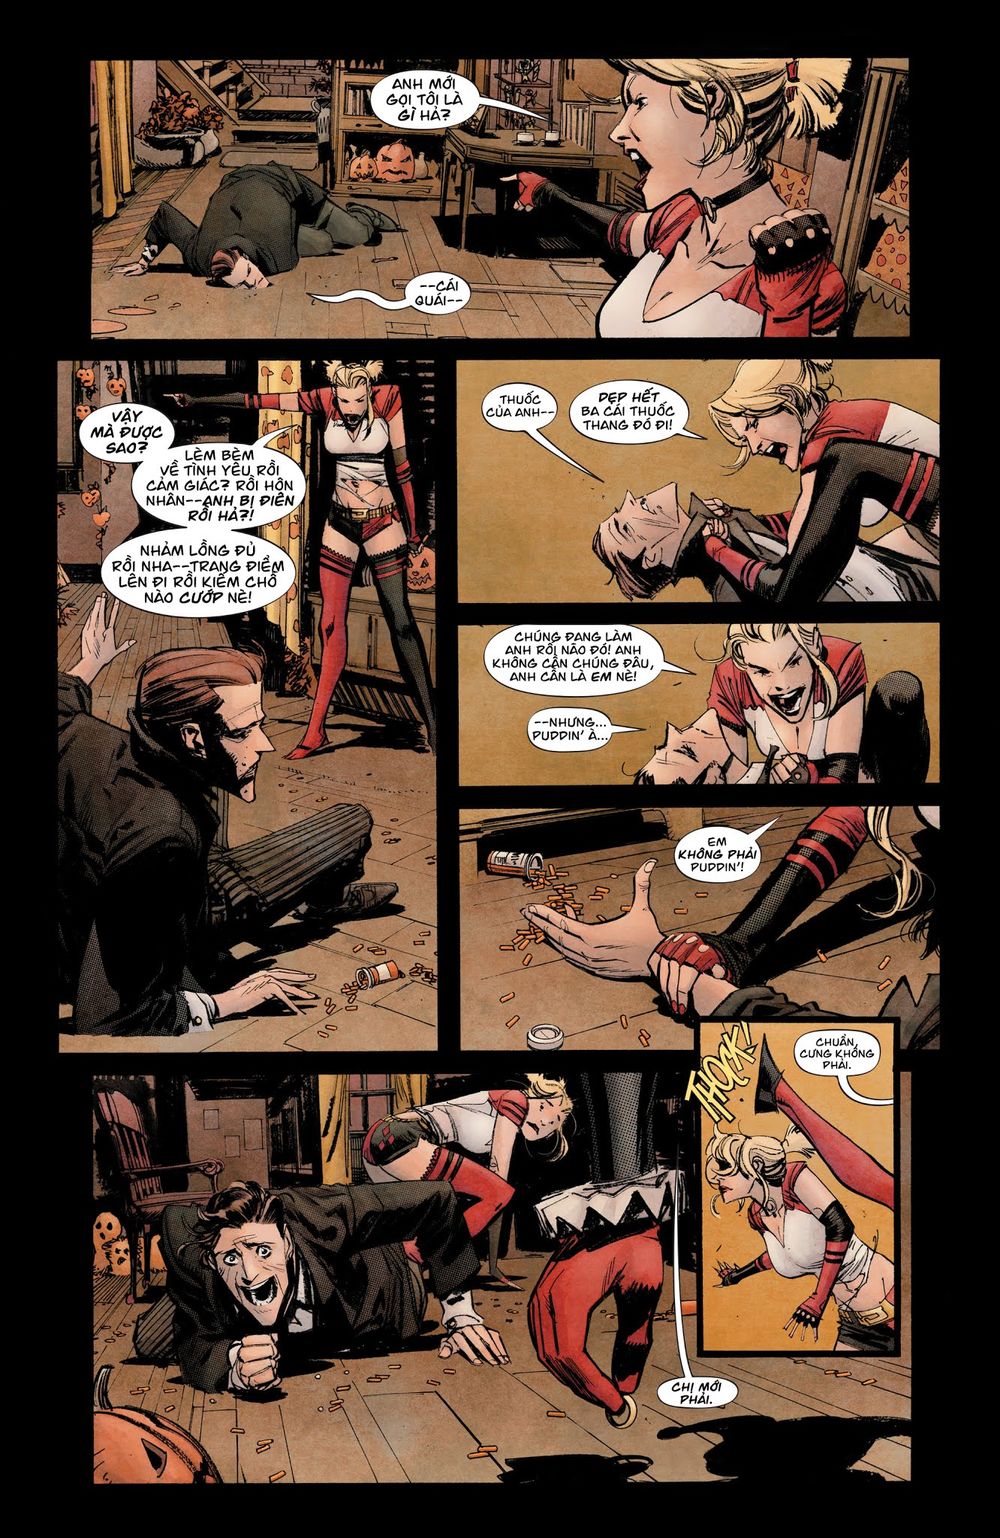 ANH MỚI
GỌI TÔI LÀ
GÌ HẢ?
--CÁI
QUÁI--
VẬY
MÀ ĐƯỢC
SAO?
LÈM BÈM
VỀ TÌNH YÊU RỒI
CẢM GIÁC? RỒI HÔN
NHÂN--ANH BỊ ĐIÊN
RỒI HẢ?!
NHẢM LỒNG ĐỦ
RỒI NHA--TRANG ĐIỂM
LÊN ĐI RỒI KIẾM CHỖ
NÀO CƯỚP NÈ!
THUỐC
CỦA ANH--
DẸP HẾT
BA CÁI THUỐC
THANG ĐÓ ĐI!
CHÚNG ĐANG LÀM
ANH RỐI NÃO ĐÓ! ANH
KHÔNG CẦN CHÚNG ĐÂU,
ANH CẦN LÀ EM NÈ!
--NHƯNG...
PUDDIN' À...
EM
KHÔNG PHẢI
PUDDIN'!
THOCK!
CHUẨN,
CƯNG KHÔNG
PHẢI.
CHỊ MỚI
PHẢI.